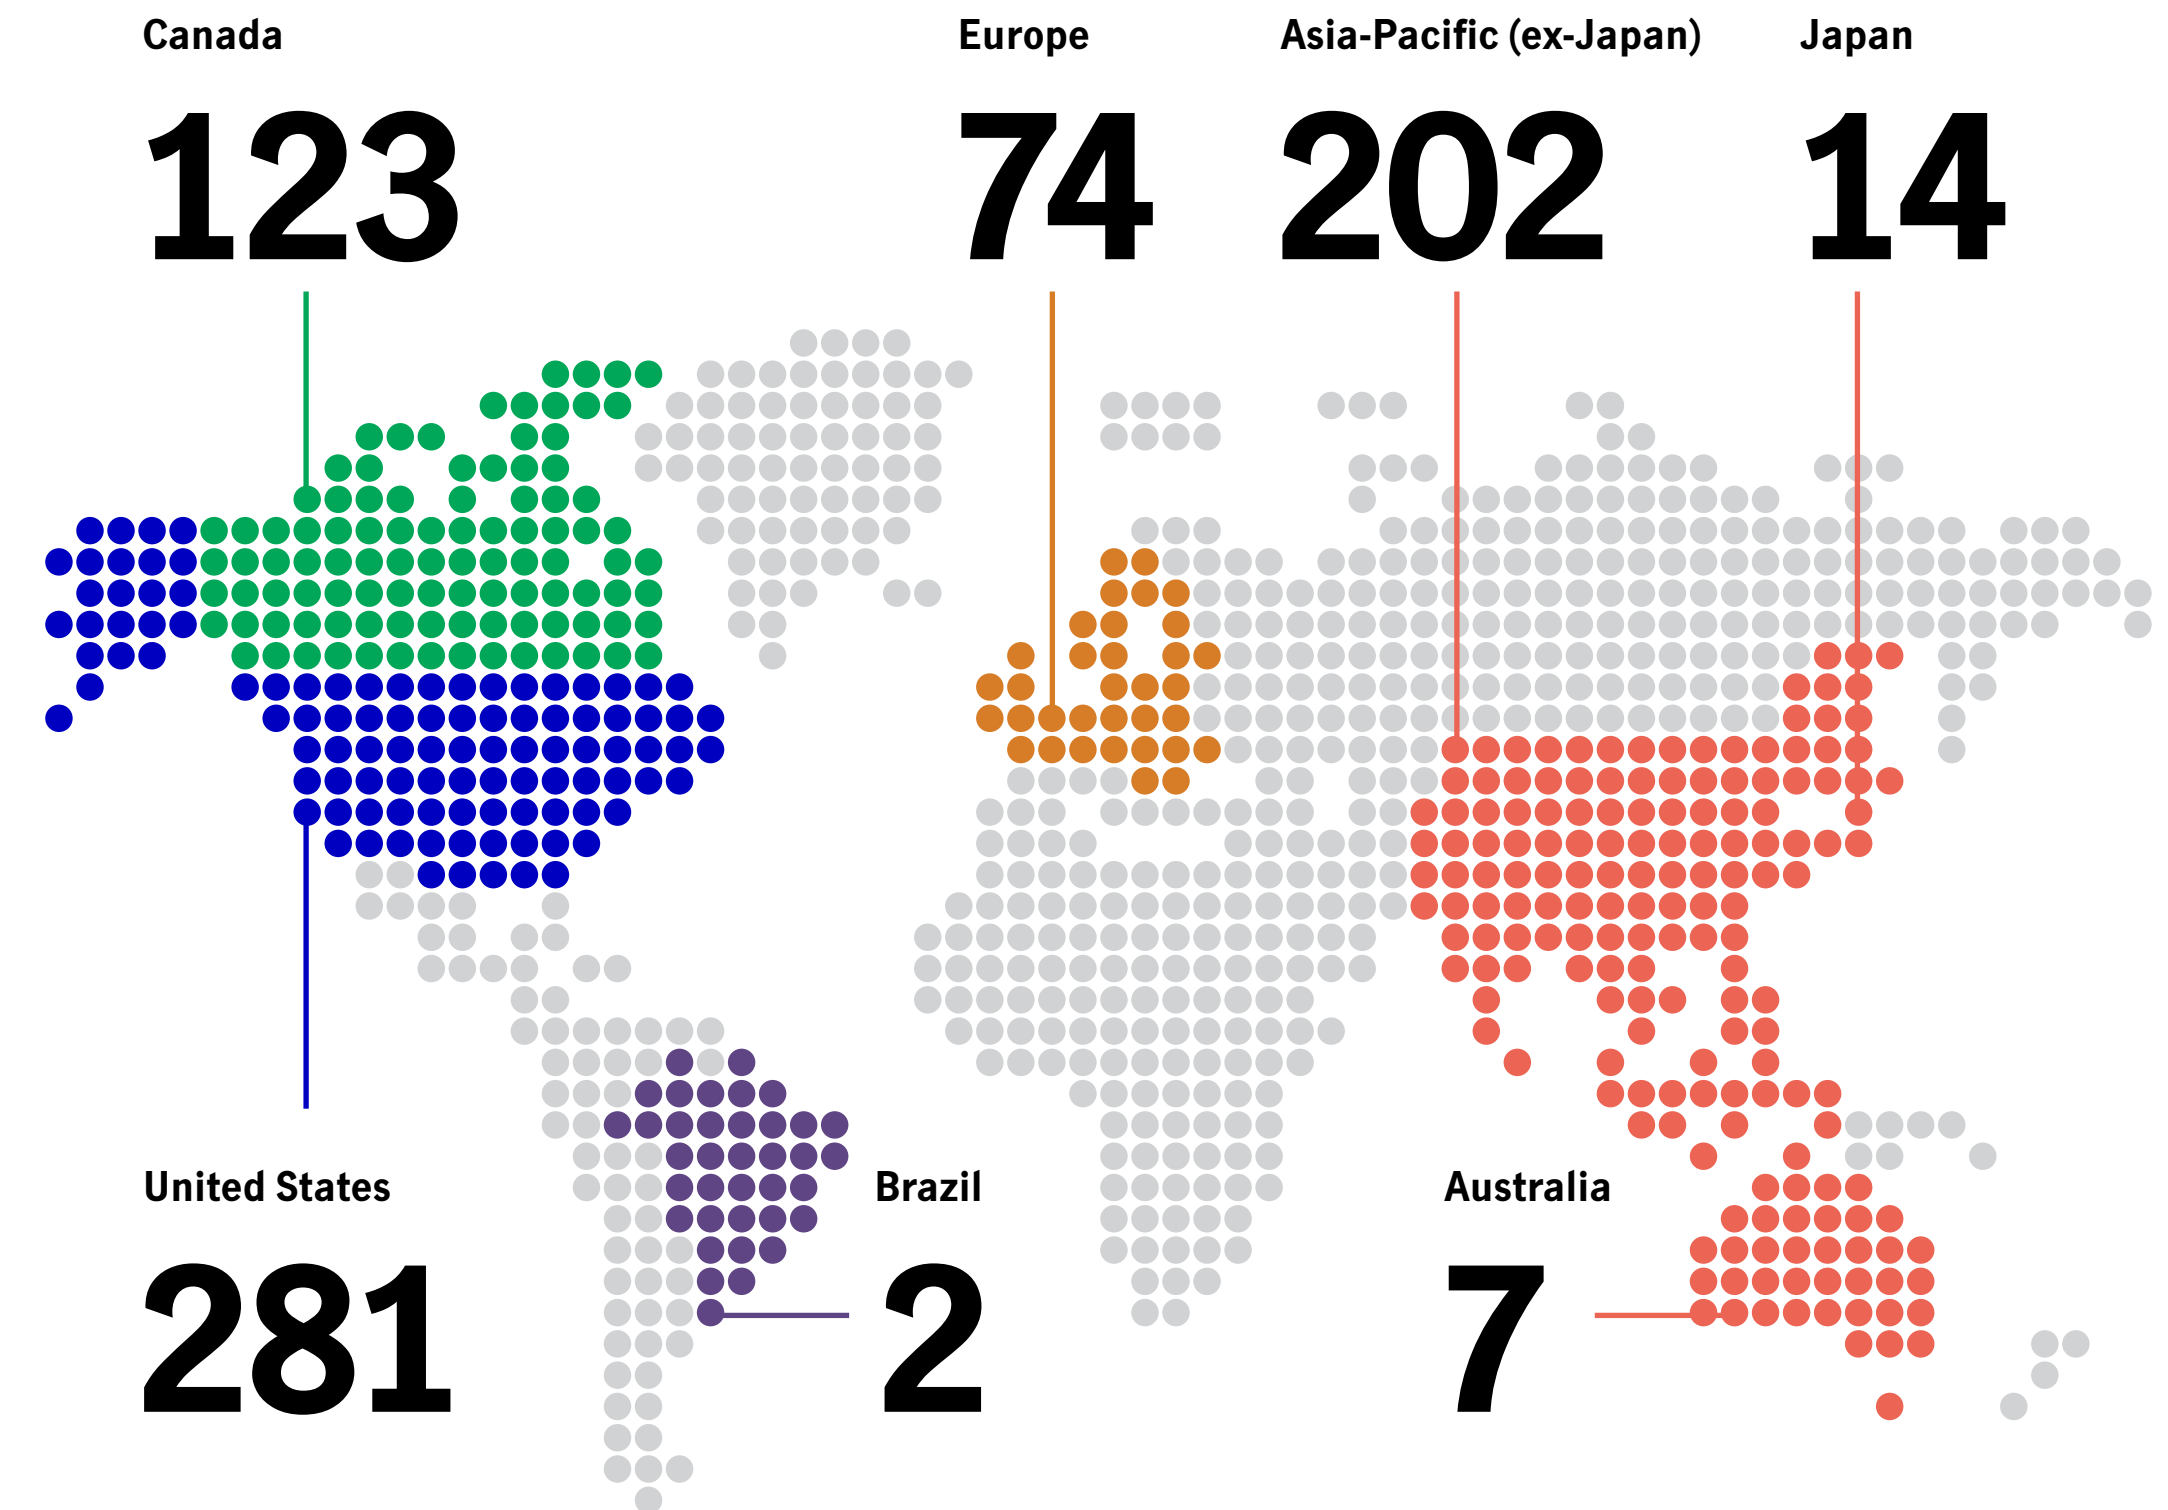 Canada
123
Europe
74
Asia-Pacific (ex-Japan)
202
Japan
14
United States
281
Brazil
2
Australia
7